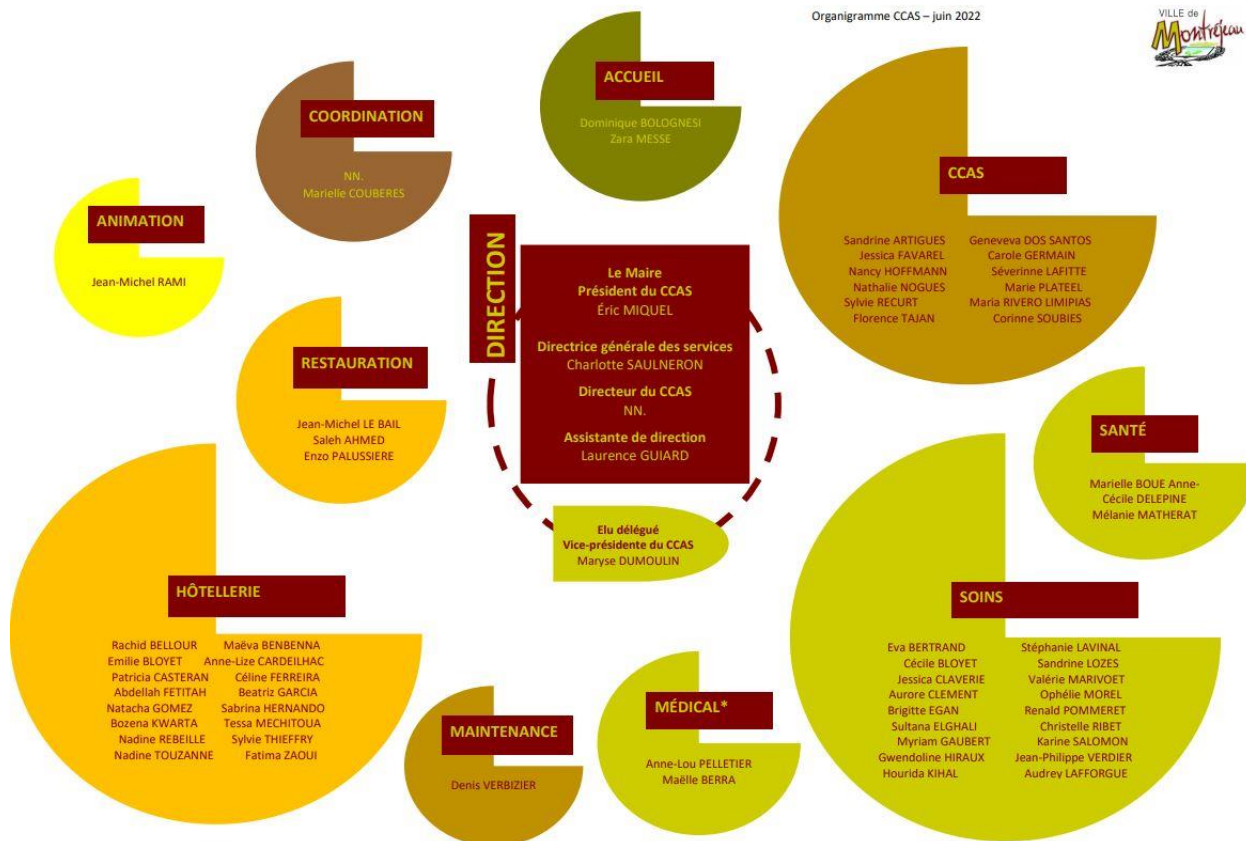 Organigramme CCAS – juin 2022
VILLE de
Montréjeau
ACCUEIL
Dominique BOLOGNESI
Zara MESSE
COORDINATION
NN.
Marielle COUBERES
CCAS
Sandrine ARTIGUES Geneveva DOS SANTOS
Jessica FAVAREL Carole GERMAIN
Nancy HOFFMANN Séverinne LAFITTE
Nathalie NOGUES Marie PLATEEL
Sylvie RECURT Maria RIVERO LIMIPIAS
Florence TAJAN Corinne SOUBIES
ANIMATION
Jean-Michel RAMI
DIRECTION
Le Maire
Président du CCAS
Éric MIQUEL
Directrice générale des services
Charlotte SAULNERON
Directeur du CCAS
NN.
Assistante de direction
Laurence GUIARD
Elu délégué
Vice-présidente du CCAS
Maryse DUMOULIN
RESTAURATION
Jean-Michel LE BAIL
Saleh AHMED
Enzo PALUSSIERE
SANTÉ
Marielle BOUE Anne-
Cécile DELEPINE
Mélanie MATHERAT
HÔTELLERIE
Rachid BELLOUR Maëva BENBENNA
Emilie BLOYET Anne-Lize CARDEILHAC
Patricia CASTERAN Céline FERREIRA
Abdellah FETITAH Beatriz GARCIA
Natacha GOMEZ Sabrina HERNANDO
Bozena KWARTA Tessa MECHITOUA
Nadine REBEILLE Sylvie THIEFFRY
Nadine TOUZANNE Fatima ZAOUI
SOINS
Eva BERTRAND Stéphanie LAVINAL
Cécile BLOYET Sandrine LOZES
Jessica CLAVERIE Valérie MARIVOET
Aurore CLEMENT Ophélie MOREL
Brigitte EGAN Renald POMMERET
Sultana ELGHALI Christelle RIBET
Myriam GAUBERT Karine SALOMON
Gwendoline HIRAUX Jean-Philippe VERDIER
Hourida KIHAL Audrey LAFFORGUE
MAINTENANCE
Denis VERBIZIER
MÉDICAL*
Anne-Lou PELLETIER
Maëlle BERRA